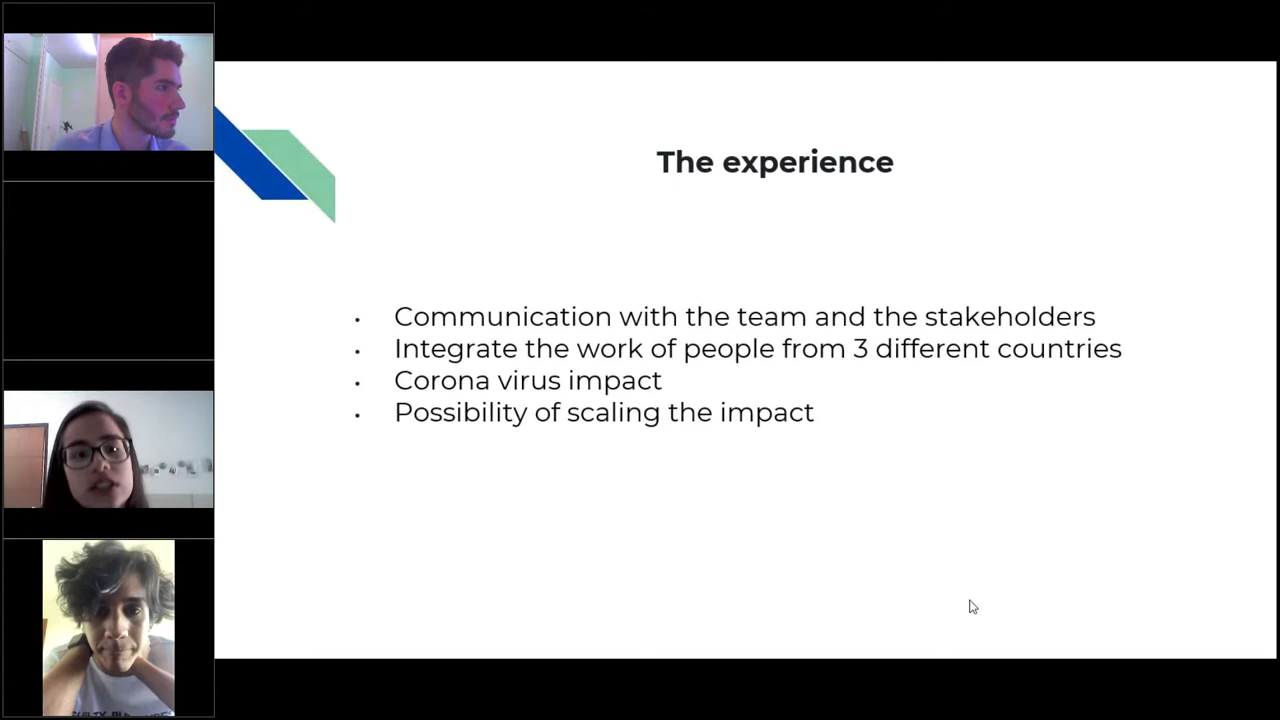 The experience
• Communication with the team and the stakeholders
• Integrate the work of people from 3 different countries
• Corona virus impact
• Possibility of scaling the impact